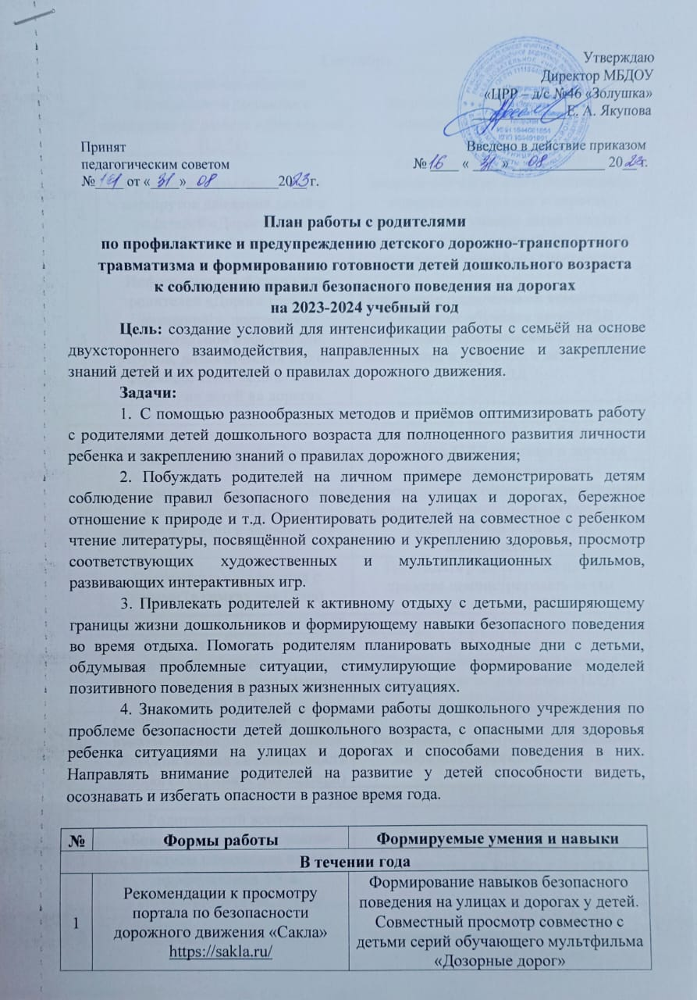 Утверждаю
Директор МБДОУ
«ЦРР – д/с №46 «Золушка»
Е. А. Якупова
Принят
педагогическим советом
№ от «31» 08 2023г.
Введено в действие приказом
№16 «31» 08 2023г.
План работы с родителями
по профилактике и предупреждению детского дорожно-транспортного
травматизма и формированию готовности детей дошкольного возраста
к соблюдению правил безопасного поведения на дорогах
на 2023-2024 учебный год
Цель: создание условий для интенсификации работы с семьёй на основе
двухстороннего взаимодействия, направленных на усвоение и закрепление
знаний детей и их родителей о правилах дорожного движения.
Задачи:
1. С помощью разнообразных методов и приёмов оптимизировать работу
с родителями детей дошкольного возраста для полноценного развития личности
ребенка и закреплению знаний о правилах дорожного движения;
2. Побуждать родителей на личном примере демонстрировать детям
соблюдение правил безопасного поведения на улицах и дорогах, бережное
отношение к природе и т.д. Ориентировать родителей на совместное с ребенком
чтение литературы, посвящённой сохранению и укреплению здоровья, просмотр
соответствующих художественных и мультипликационных фильмов,
развивающих интерактивных игр.
3. Привлекать родителей к активному отдыху с детьми, расширяющему
границы жизни дошкольников и формирующему навыки безопасного поведения
во время отдыха. Помогать родителям планировать выходные дни с детьми,
обдумывая проблемные ситуации, стимулирующие формирование моделей
позитивного поведения в разных жизненных ситуациях.
4. Знакомить родителей с формами работы дошкольного учреждения по
проблеме безопасности детей дошкольного возраста, с опасными для здоровья
ребенка ситуациями на улицах и дорогах и способами поведения в них.
Направлять внимание родителей на развитие у детей способности видеть,
осознавать и избегать опасности в разное время года.
№ Формы работы Формируемые умения и навыки
В течении года
1
Рекомендации к просмотру
портала по безопасности
дорожного движения «Сакла»
https://sakla.ru/
Формирование навыков безопасного
поведения на улицах и дорогах у детей.
Совместный просмотр совместно с
детьми серий обучающего мультфильма
«Дозорные дорог»